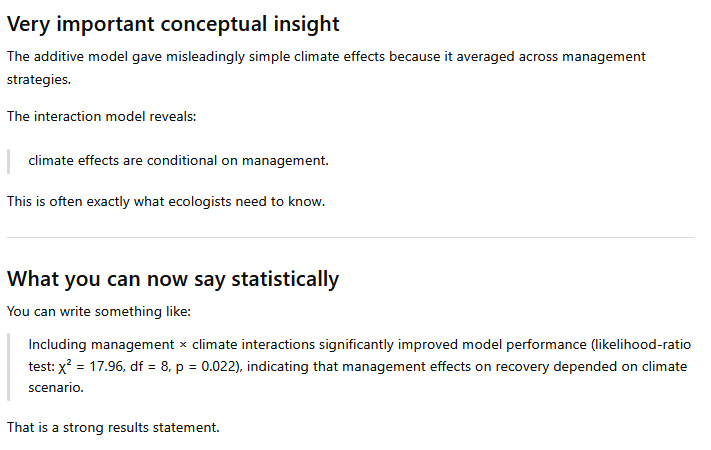 Very important conceptual insight
The additive model gave misleadingly simple climate effects because it averaged across management
strategies.
The interaction model reveals:
climate effects are conditional on management.
This is often exactly what ecologists need to know.
What you can now say statistically
You can write something like:
Including management × climate interactions significantly improved model performance (likelihood-ratio
test: χ² = 17.96, df = 8, p = 0.022), indicating that management effects on recovery depended on climate
scenario.
That is a strong results statement.